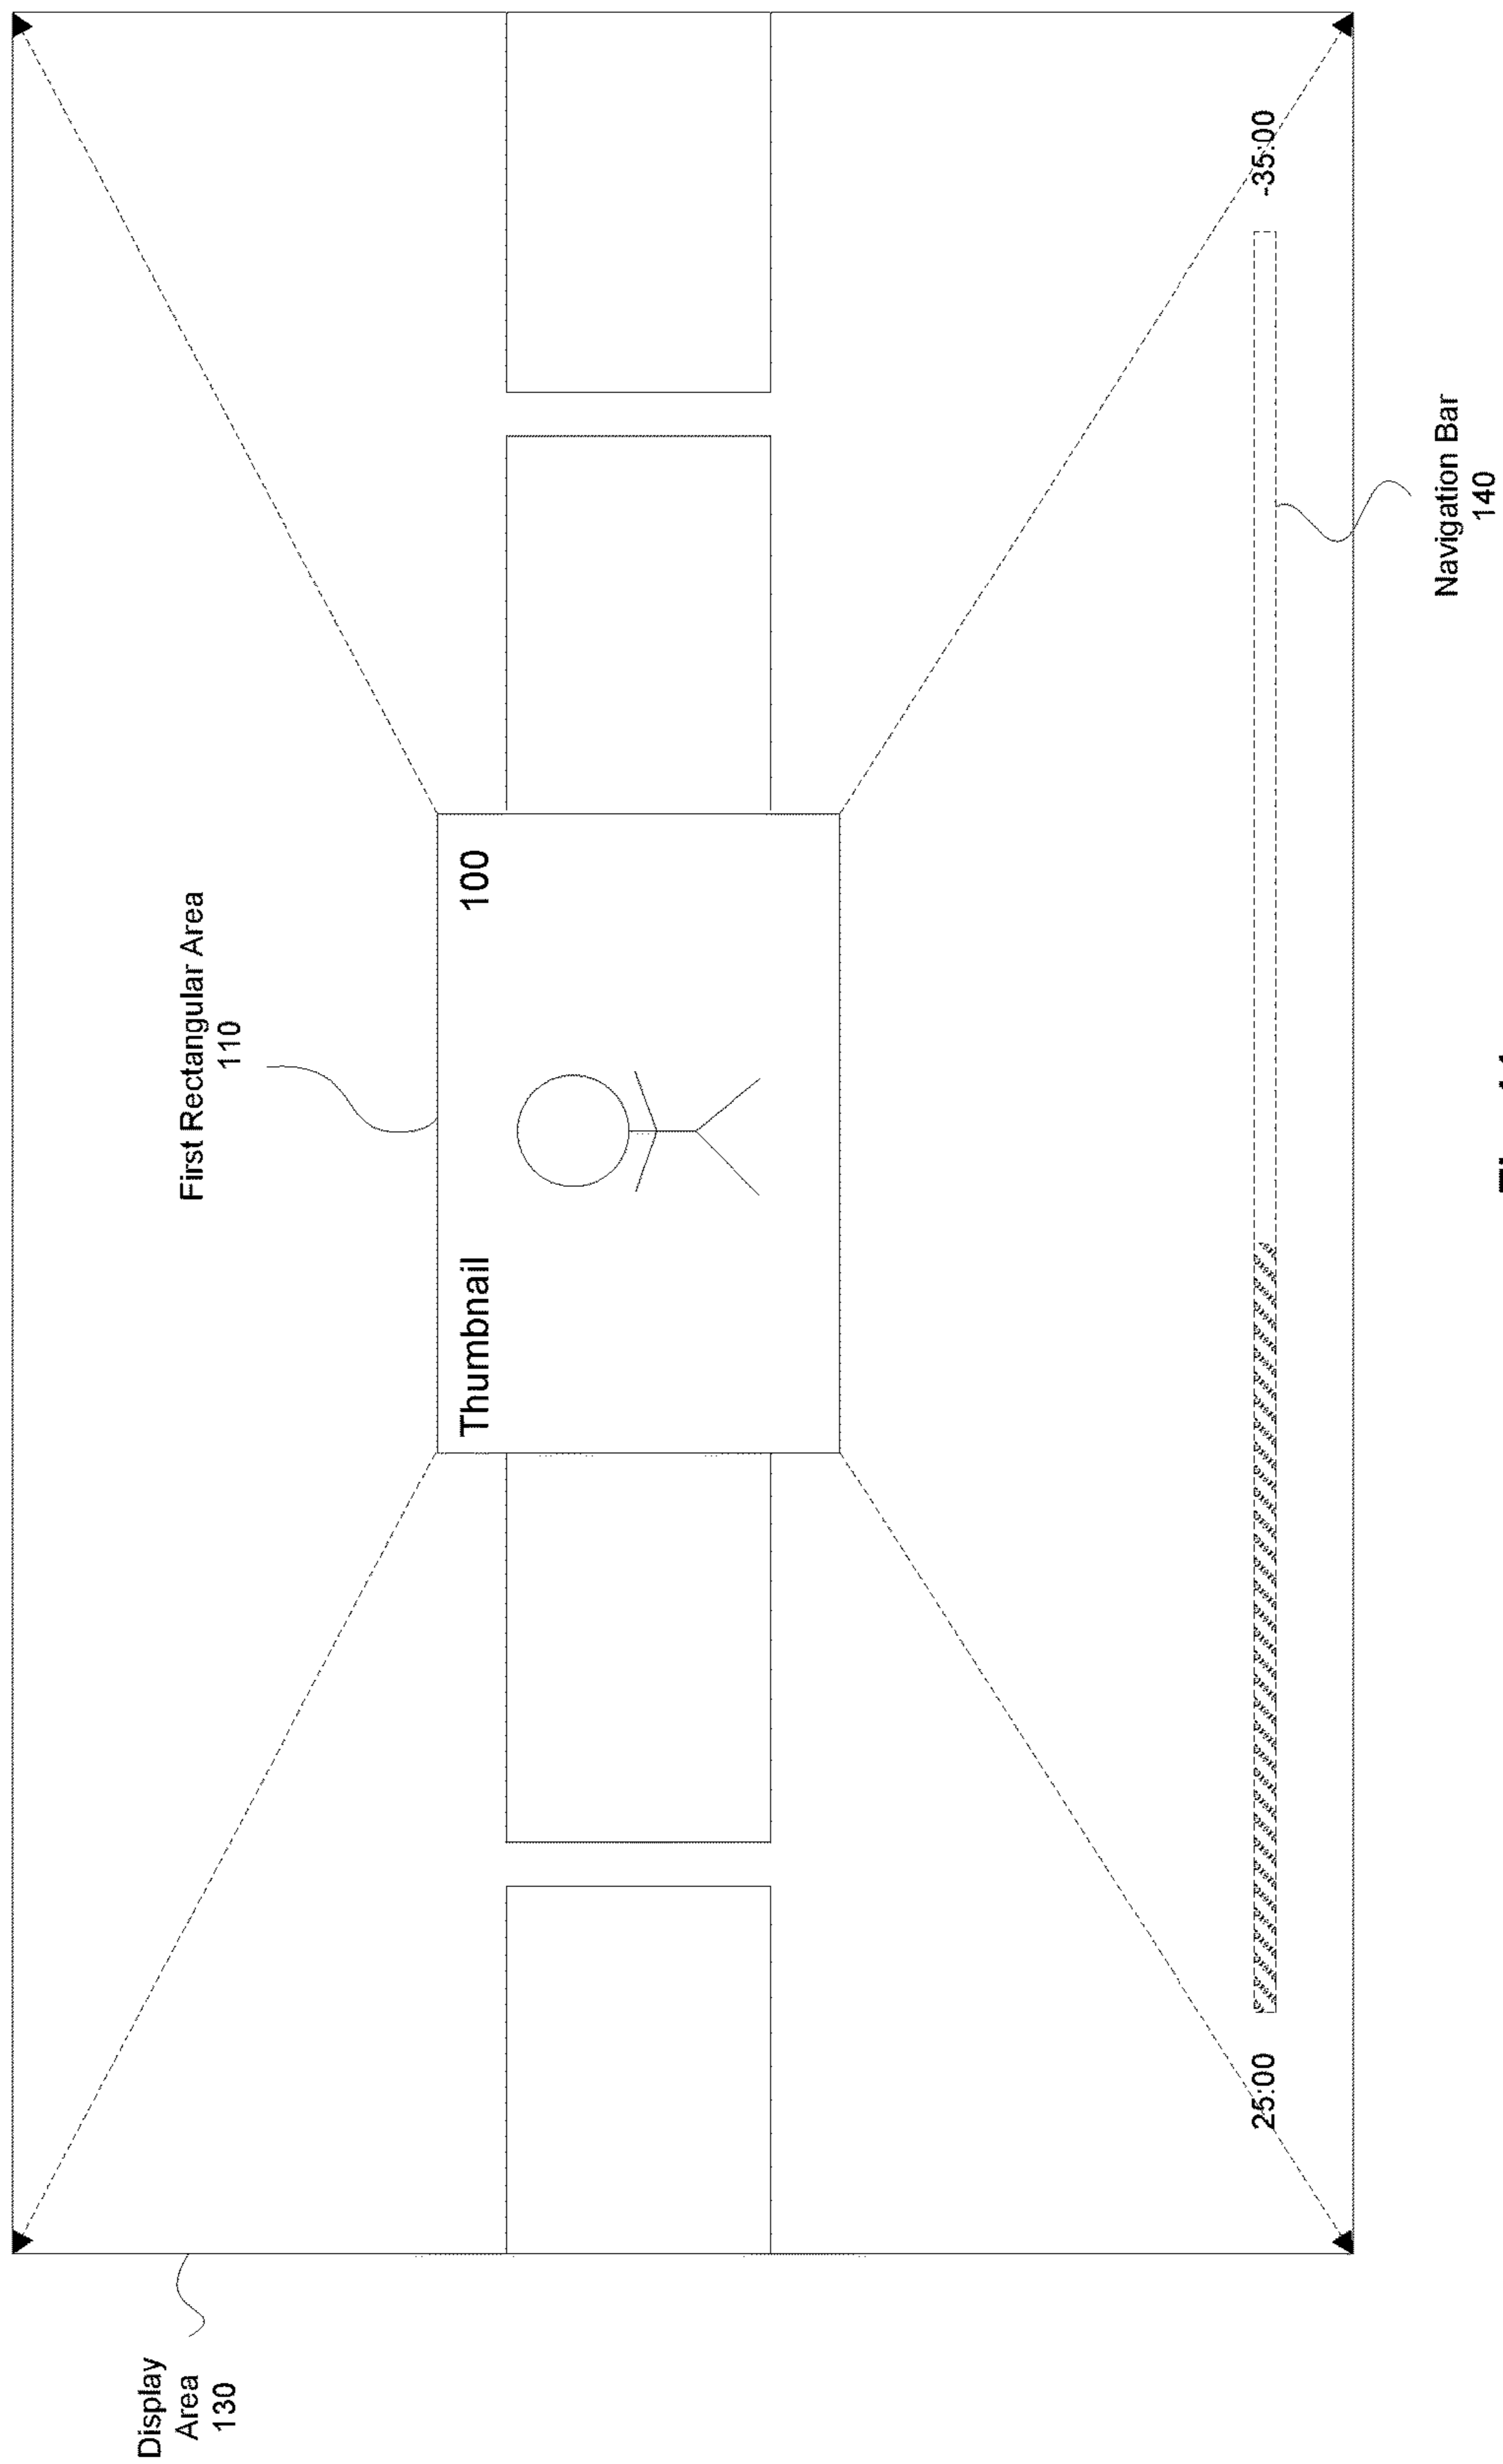 Display
Area
130
First Rectangular Area
110
Thumbnail 100
25:00 -35:00
Navigation Bar
140